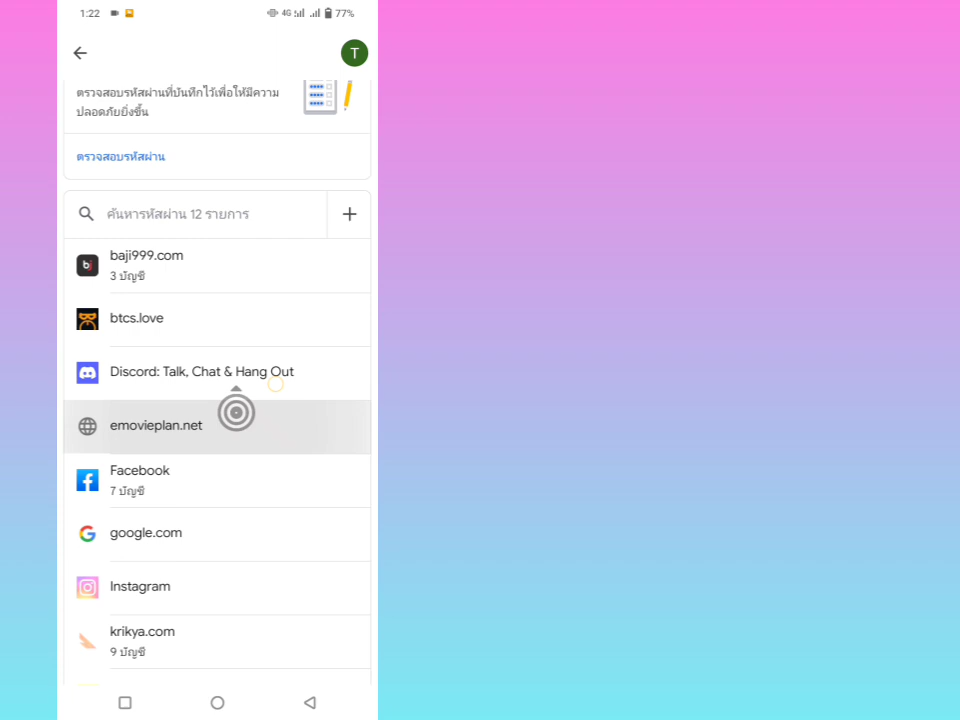 1:22
4G 77%
T
ตรวจสอบรหัสผ่านที่บันทึกไว้เพื่อให้มีความ
ปลอดภัยยิ่งขึ้น
ตรวจสอบรหัสผ่าน
ค้นหารหัสผ่าน 12 รายการ
baji999.com
3 บัญชี
btcs.love
Discord: Talk, Chat & Hang Out
emovieplan.net
Facebook
7 บัญชี
google.com
Instagram
krikya.com
9 บัญชี